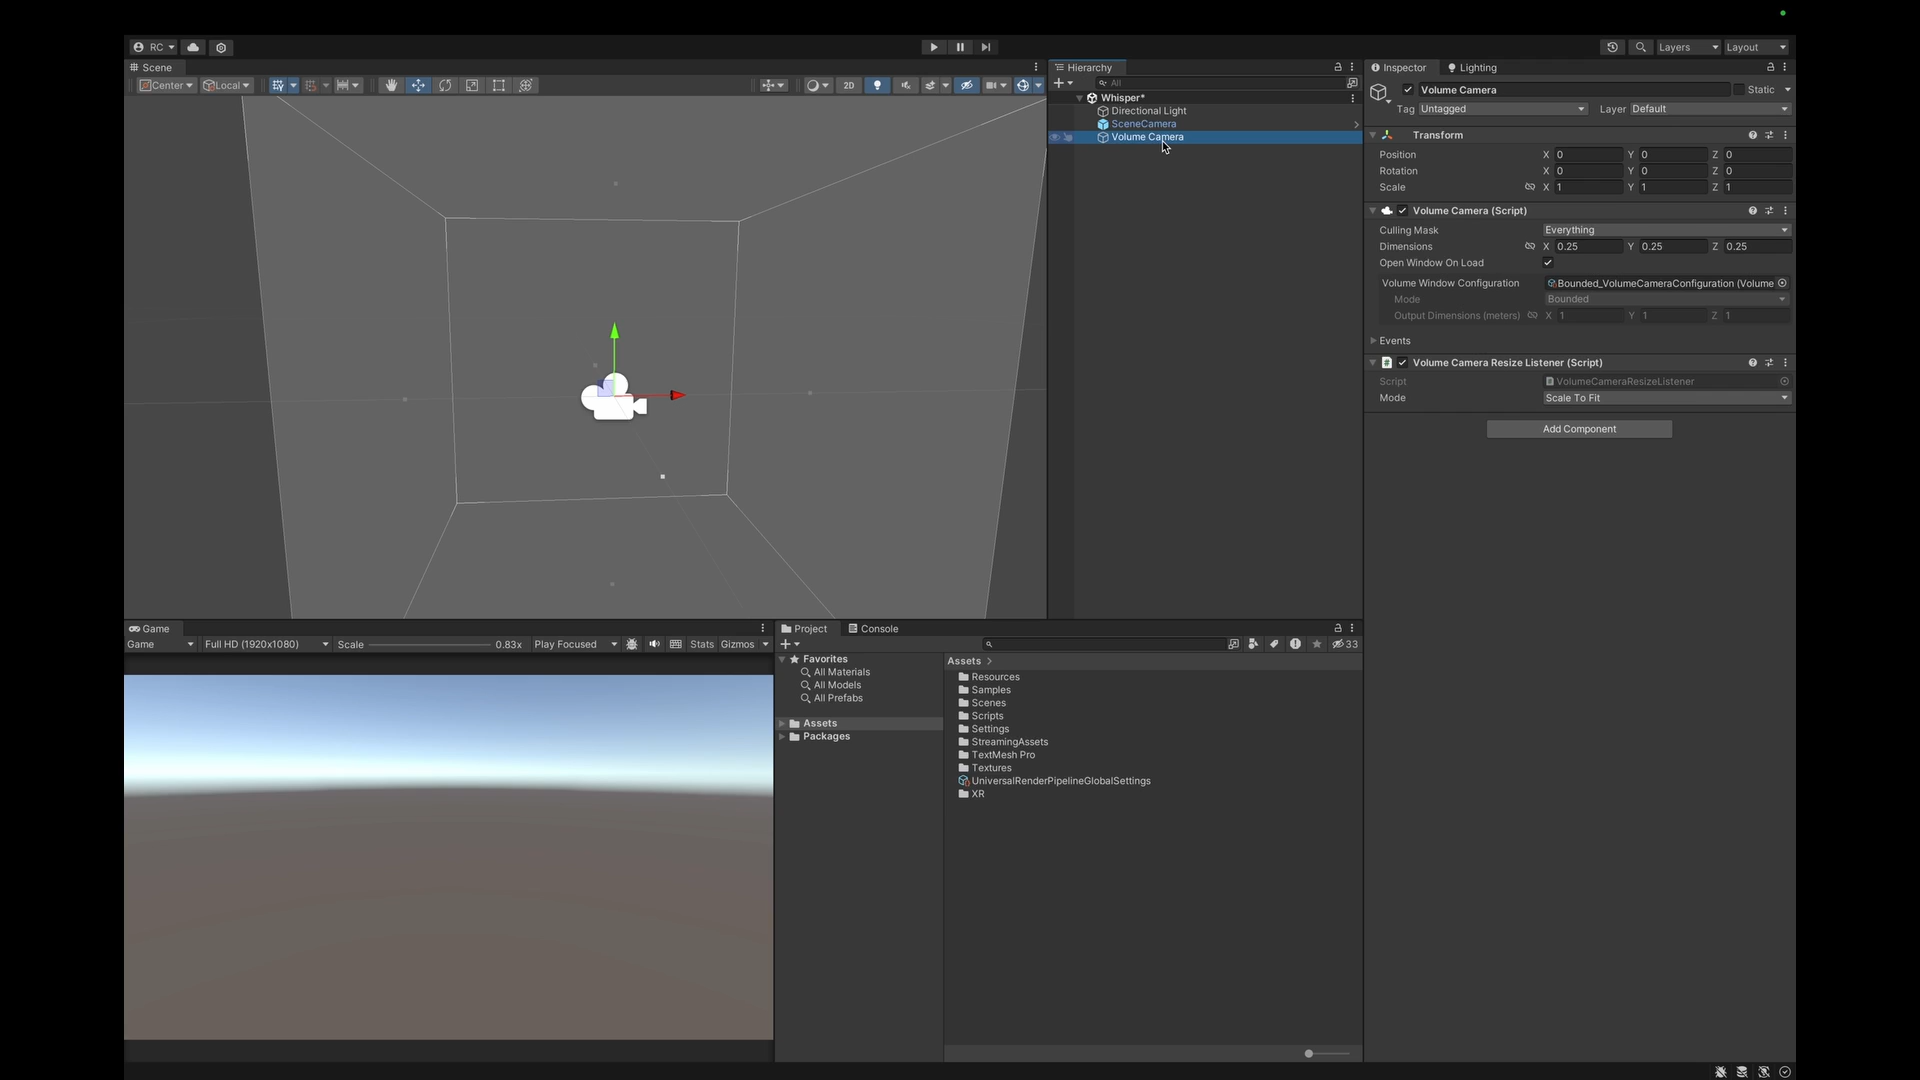 RC
Layers
Layout
Scene
Center
Local
2D
Hierarchy
All
Whisper*
Directional Light
SceneCamera
Volume Camera
Inspector
Lighting
Volume Camera
Static
Tag
Untagged
Layer
Default
Transform
Position
X
0
Y
0
Z
0
Rotation
X
0
Y
0
Z
0
Scale
X
1
Y
1
Z
1
Volume Camera (Script)
Culling Mask
Everything
Dimensions
X
0.25
Y
0.25
Z
0.25
Open Window On Load
Volume Window Configuration
Bounded_VolumeCameraConfiguration (Volume
Mode
Bounded
Output Dimensions (meters)
X
1
Y
1
Z
1
Events
Volume Camera Resize Listener (Script)
Script
VolumeCameraResizeListener
Mode
Scale To Fit
Add Component
Game
Game
Full HD (1920x1080)
Scale
0.83x
Play Focused
Stats
Gizmos
Project
Console
33
Favorites
All Materials
All Models
All Prefabs
Assets
Packages
Assets
Resources
Samples
Scenes
Scripts
Settings
StreamingAssets
TextMesh Pro
Textures
UniversalRenderPipelineGlobalSettings
XR